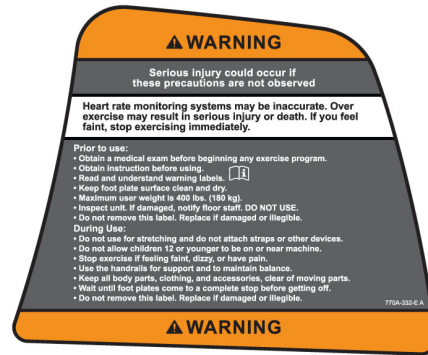 WARNING
Serious injury could occur if
these precautions are not observed
Heart rate monitoring systems may be inaccurate. Over
exercise may result in serious injury or death. If you feel
faint, stop exercising immediately.
Prior to use:
• Obtain a medical exam before beginning any exercise program.
• Obtain instruction before using.
• Read and understand warning labels.
• Keep foot plate surface clean and dry.
• Maximum user weight is 400 lbs. (180 kg).
• Inspect unit. If damaged, notify floor staff. DO NOT USE.
• Do not remove this label. Replace if damaged or illegible.
During Use:
• Do not use for stretching and do not attach straps or other devices.
• Do not allow children 12 or younger to be on or near machine.
• Stop exercise if feeling faint, dizzy, or have pain.
• Use the handrails for support and to maintain balance.
• Keep all body parts, clothing, and accessories, clear of moving parts.
• Wait until foot plates come to a complete stop before getting off.
• Do not remove this label. Replace if damaged or illegible.
770A-332-E A
WARNING